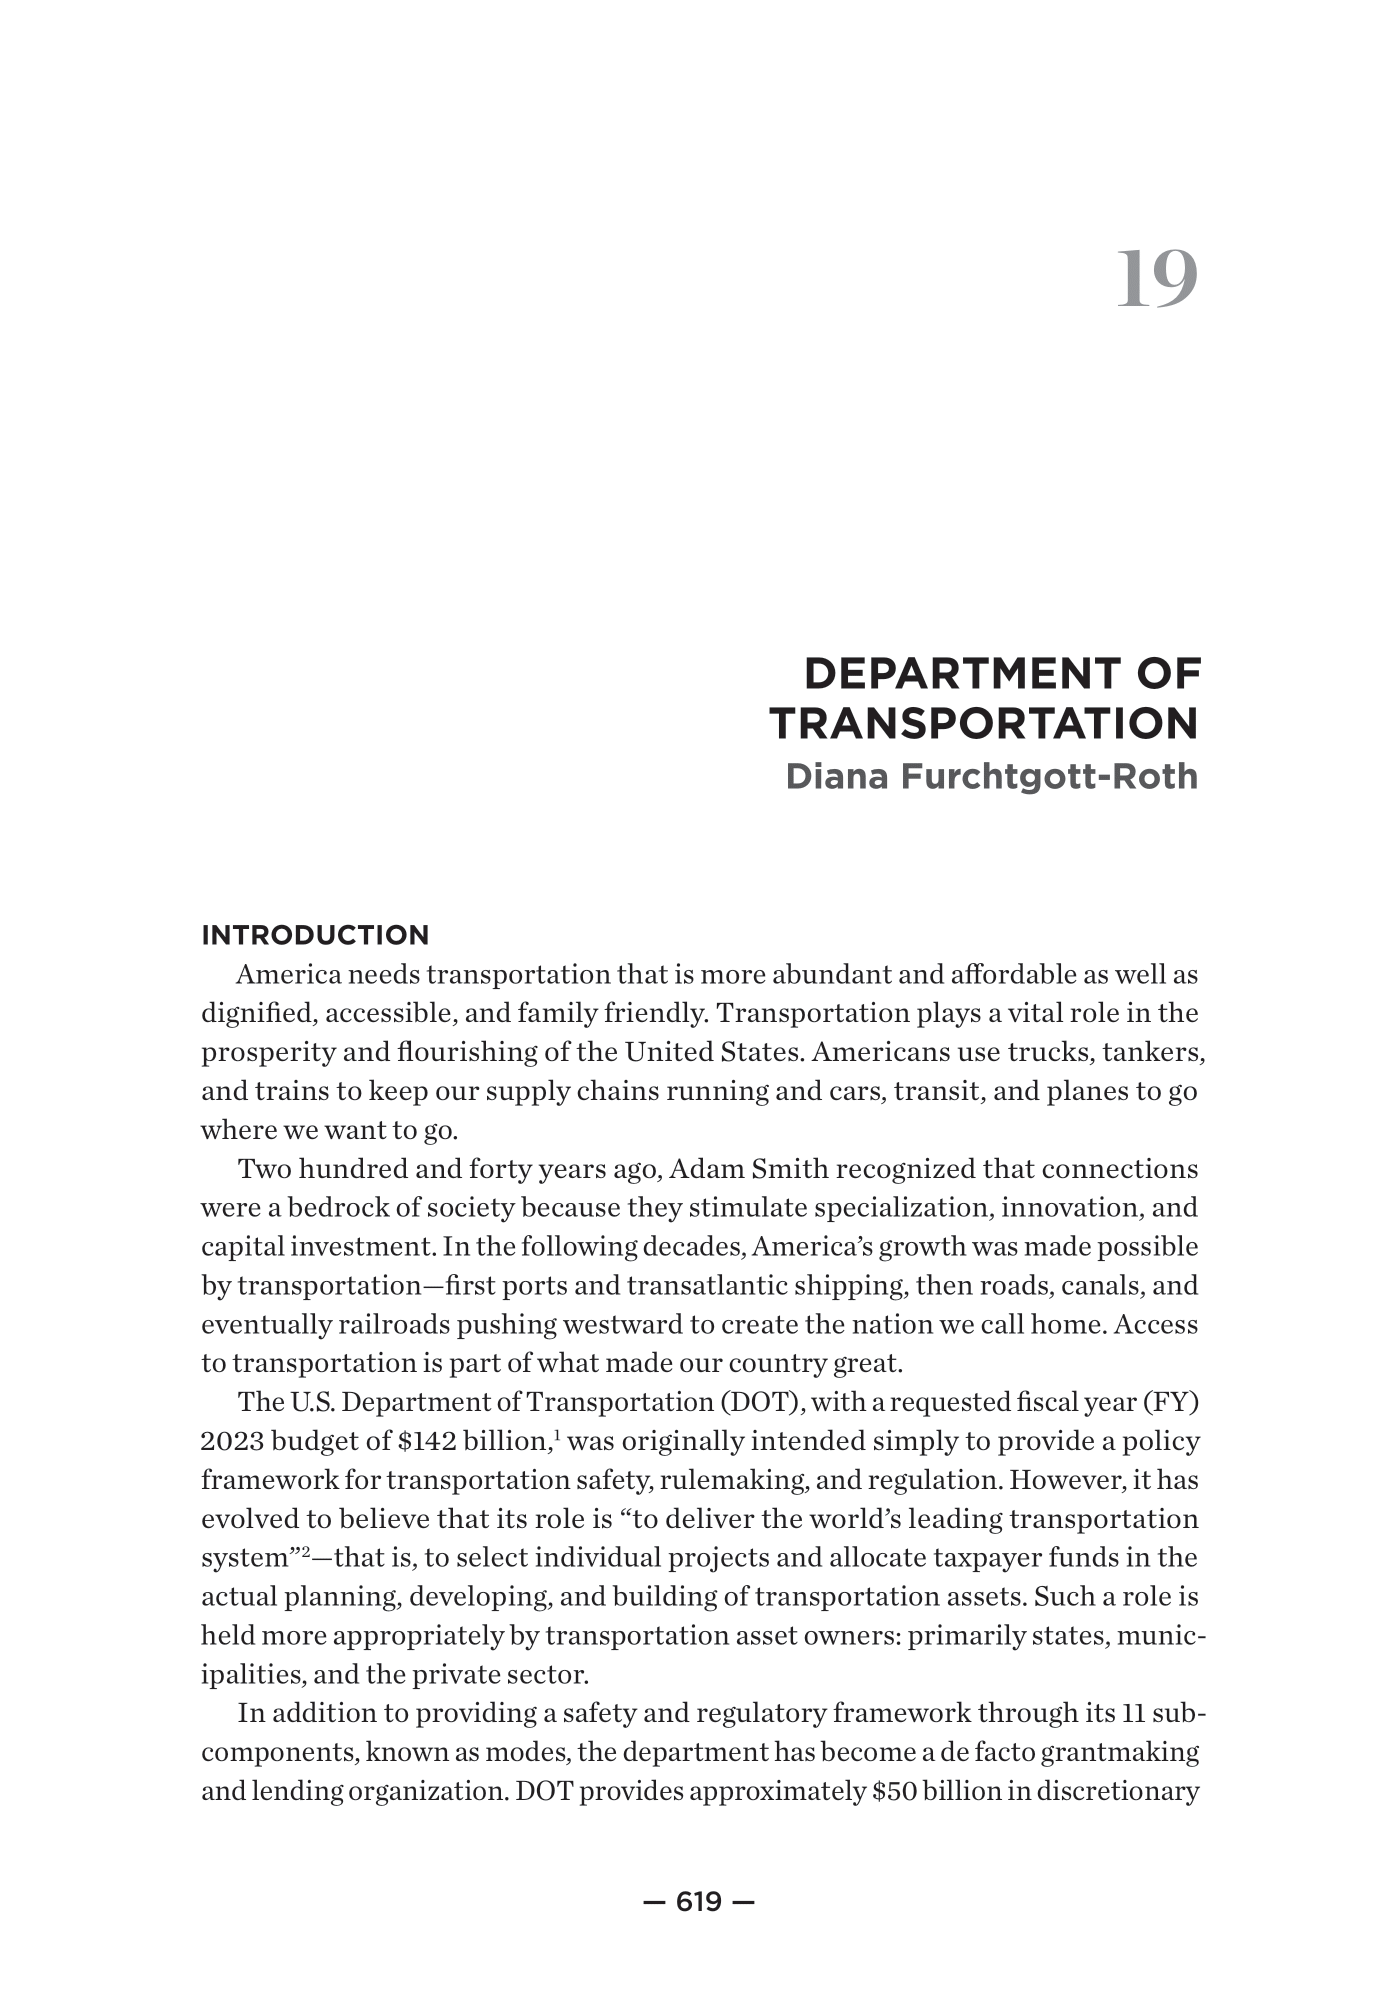 19
DEPARTMENT OF
TRANSPORTATION
Diana Furchtgott-Roth
INTRODUCTION
America needs transportation that is more abundant and affordable as well as
dignified, accessible, and family friendly. Transportation plays a vital role in the
prosperity and flourishing of the United States. Americans use trucks, tankers,
and trains to keep our supply chains running and cars, transit, and planes to go
where we want to go.
Two hundred and forty years ago, Adam Smith recognized that connections
were a bedrock of society because they stimulate specialization, innovation, and
capital investment. In the following decades, America’s growth was made possible
by transportation—first ports and transatlantic shipping, then roads, canals, and
eventually railroads pushing westward to create the nation we call home. Access
to transportation is part of what made our country great.
The U.S. Department of Transportation (DOT), with a requested fiscal year (FY)
2023 budget of $142 billion,¹ was originally intended simply to provide a policy
framework for transportation safety, rulemaking, and regulation. However, it has
evolved to believe that its role is “to deliver the world’s leading transportation
system”²—that is, to select individual projects and allocate taxpayer funds in the
actual planning, developing, and building of transportation assets. Such a role is
held more appropriately by transportation asset owners: primarily states, munic-
ipalities, and the private sector.
In addition to providing a safety and regulatory framework through its 11 sub-
components, known as modes, the department has become a de facto grantmaking
and lending organization. DOT provides approximately $50 billion in discretionary
— 619 —